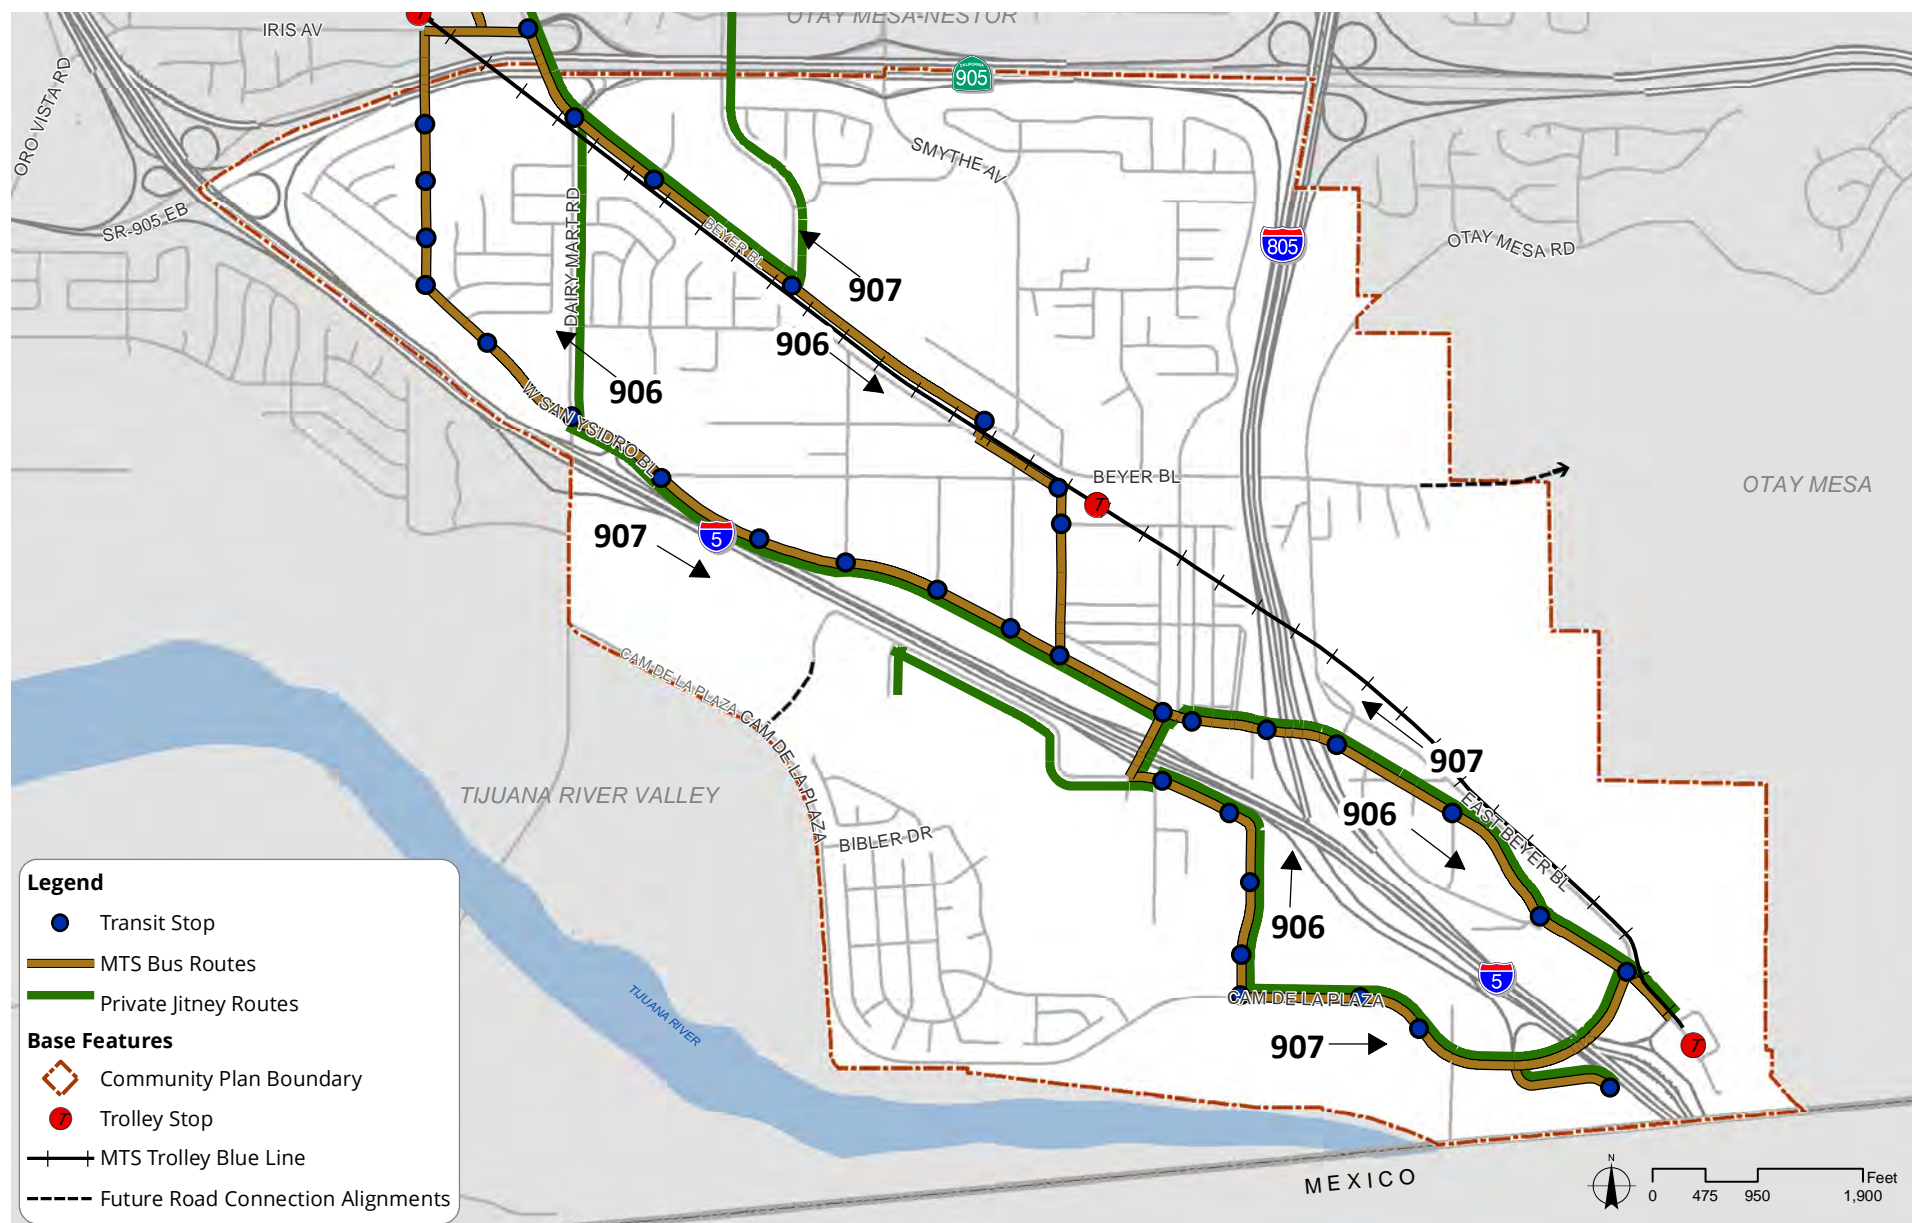 OTAY MESA-NESTOR
IRIS AV
ORO VISTA RD
CALIFORNIA
905
SMYTHE AV
SR-905 EB
DAIRY MART RD
BEYER BL
805
OTAY MESA RD
907
906
906
W SAN YSIDRO BL
BEYER BL
T
OTAY MESA
907
5
CAM DE LA PLAZA
CAM DE LA PLAZA
TIJUANA RIVER VALLEY
907
906
EAST BEYER BL
BIBLER DR
906
5
CAM DE LA PLAZA
TIJUANA RIVER
907
T
MEXICO
Legend
Transit Stop
MTS Bus Routes
Private Jitney Routes
Base Features
Community Plan Boundary
T
Trolley Stop
MTS Trolley Blue Line
Future Road Connection Alignments
N
Feet
0 475 950 1,900